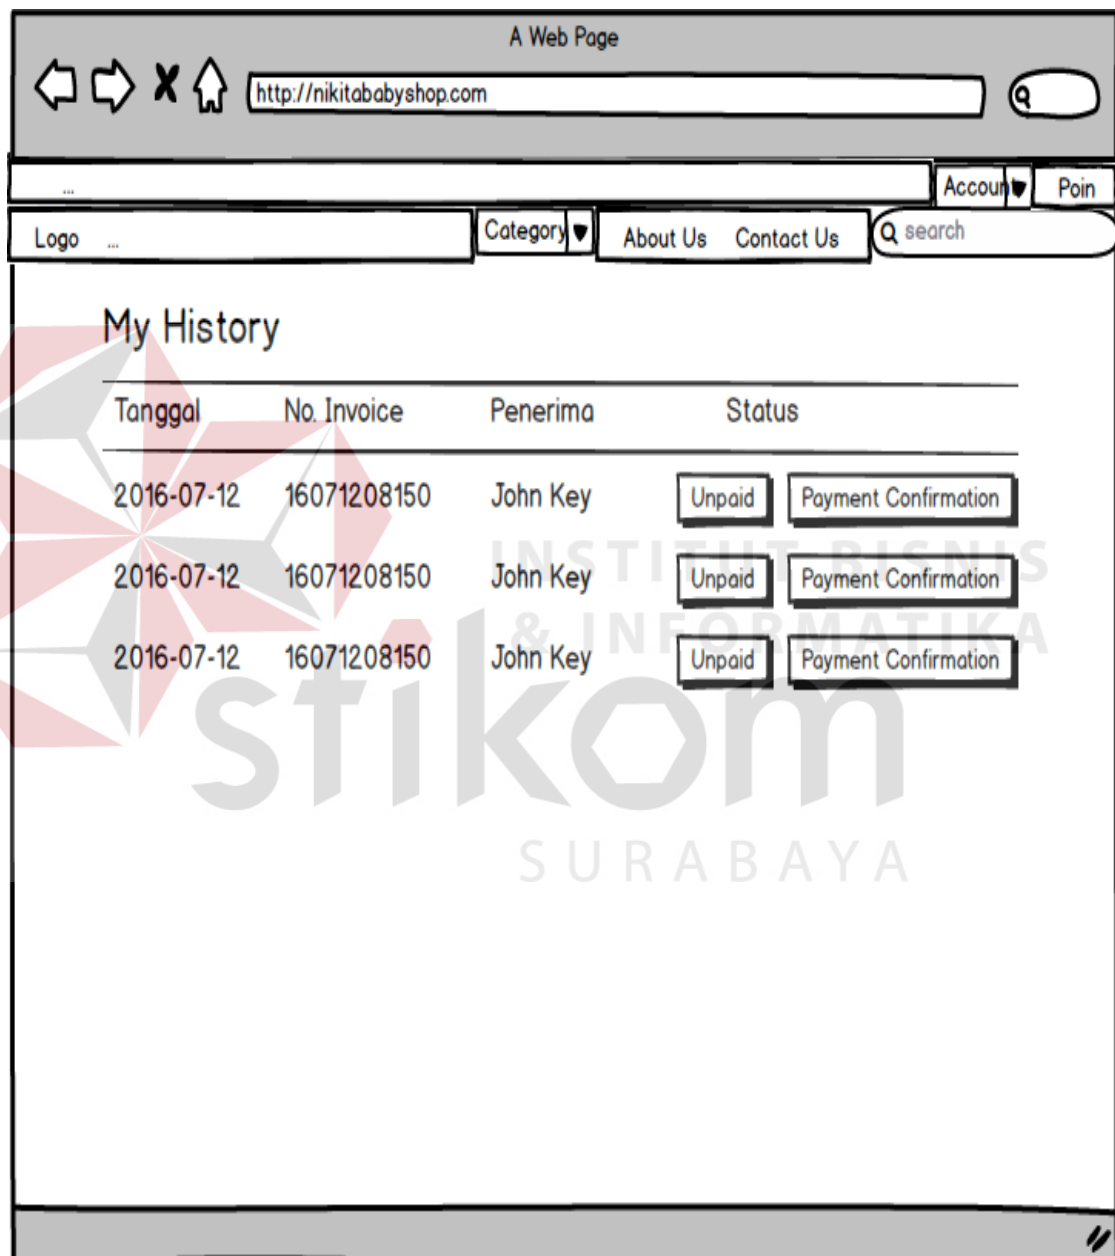 A Web Page
http://nikitababyshop.com
... Account Poin
Logo ... Category About Us Contact Us search
My History
Tanggal No. Invoice Penerima Status
2016-07-12 16071208150 John Key Unpaid Payment Confirmation
2016-07-12 16071208150 John Key Unpaid Payment Confirmation
2016-07-12 16071208150 John Key Unpaid Payment Confirmation
INSTITUT BISNIS
& INFORMATIKA
stikom
SURABAYA